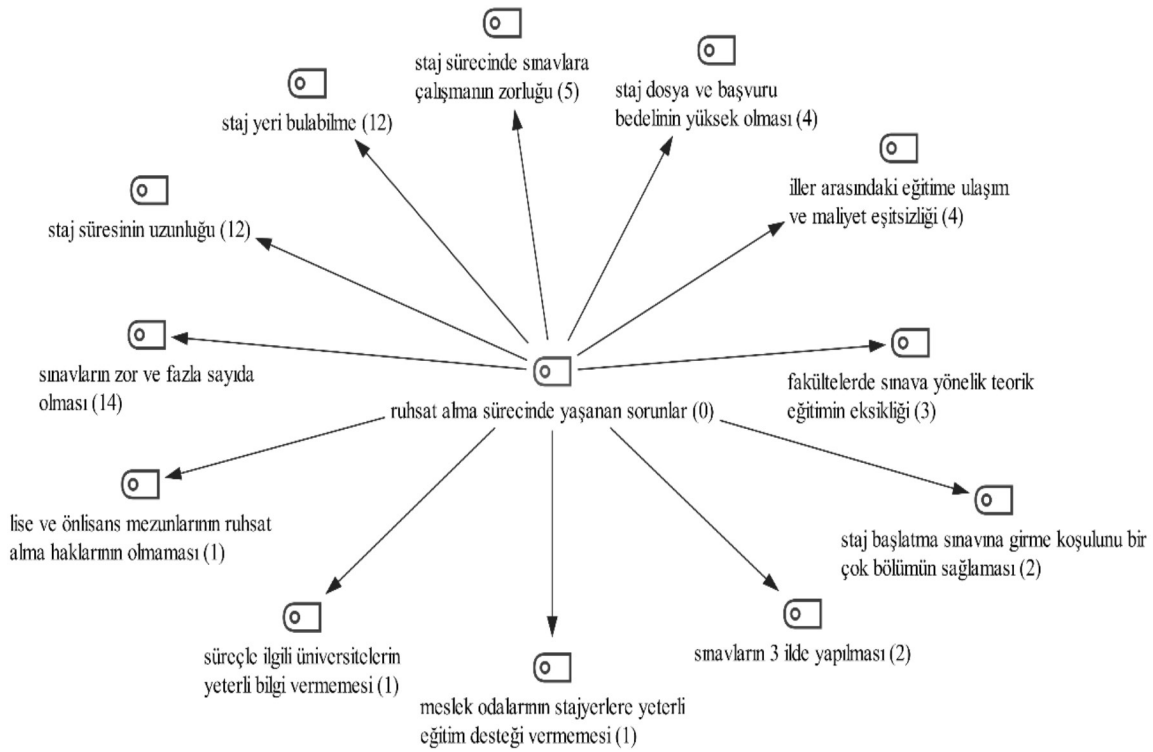 staj sürecinde sınavlara
çalışmanın zorluğu (5)
staj dosya ve başvuru
bedelinin yüksek olması (4)
staj yeri bulabilme (12)
iller arasındaki eğitime ulaşım
ve maliyet eşitsizliği (4)
staj süresinin uzunluğu (12)
sınavların zor ve fazla sayıda
olması (14)
fakültelerde sınava yönelik teorik
eğitimin eksikliği (3)
ruhsat alma sürecinde yaşanan sorunlar (0)
lise ve önlisans mezunlarının ruhsat
alma haklarının olmaması (1)
staj başlatma sınavına girme koşulunu bir
çok bölümün sağlaması (2)
süreçle ilgili üniversitelerin
yeterli bilgi vermemesi (1)
sınavların 3 ilde yapılması (2)
meslek odalarının stajyerlere yeterli
eğitim desteği vermemesi (1)